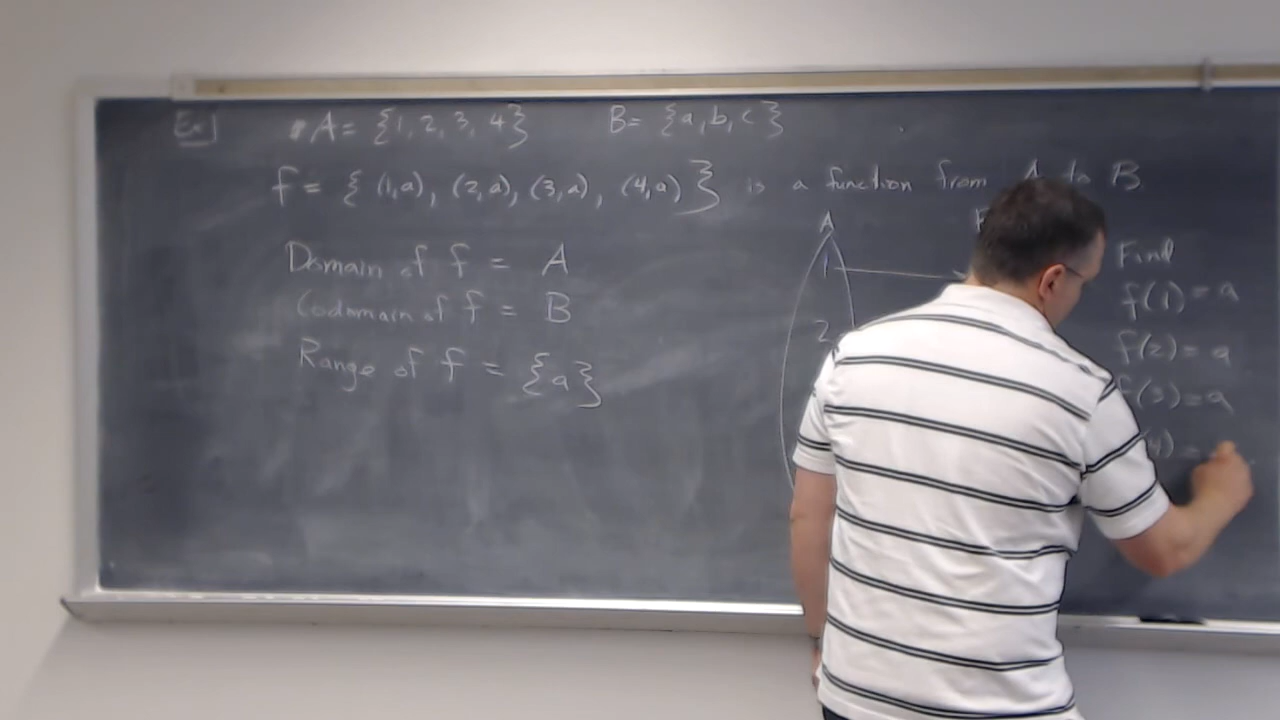 Ex]
A = {1, 2, 3, 4} B = {a, b, c}
f = { (1,a), (2,a), (3,a), (4,a) } is a function from A to B
Domain of f = A
Codomain of f = B
Range of f = {a}
A
1
2
Find
f(1) = a
f(2) = a
f(3) = a
4) =